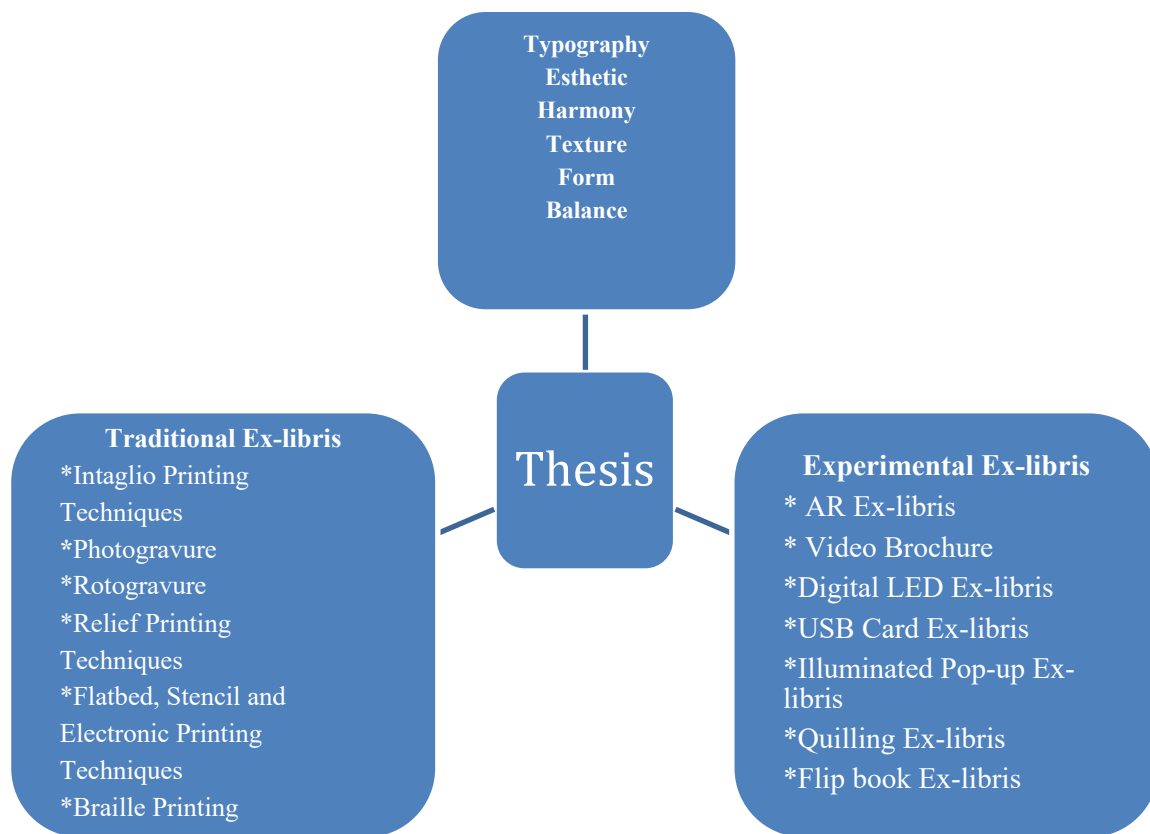 Typography
Esthetic
Harmony
Texture
Form
Balance
Thesis
Traditional Ex-libris
*Intaglio Printing
Techniques
*Photogravure
*Rotogravure
*Relief Printing
Techniques
*Flatbed, Stencil and
Electronic Printing
Techniques
*Braille Printing
Experimental Ex-libris
* AR Ex-libris
* Video Brochure
*Digital LED Ex-libris
*USB Card Ex-libris
*Illuminated Pop-up Ex-
libris
*Quilling Ex-libris
*Flip book Ex-libris